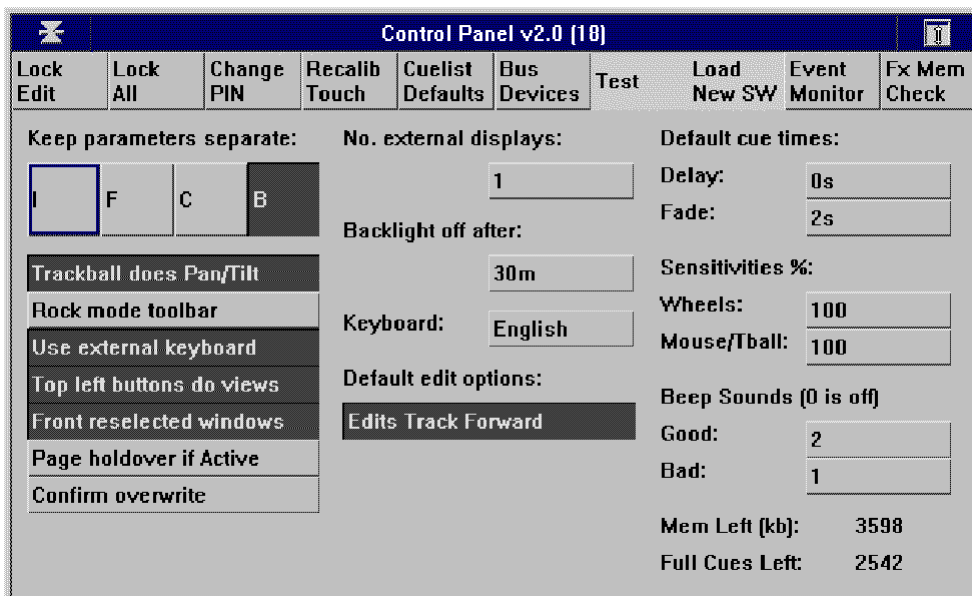 Control Panel v2.0 (18)
Lock Edit
Lock All
Change PIN
Recalib Touch
Cuelist Defaults
Bus Devices
Test
Load New SW
Event Monitor
Fx Mem Check
Keep parameters separate:
I F C B
Trackball does Pan/Tilt
Rock mode toolbar
Use external keyboard
Top left buttons do views
Front reselected windows
Page holdover if Active
Confirm overwrite
No. external displays:
1
Backlight off after:
30m
Keyboard: English
Default edit options:
Edits Track Forward
Default cue times:
Delay: 0s
Fade: 2s
Sensitivities %:
Wheels: 100
Mouse/Tball: 100
Beep Sounds (0 is off)
Good: 2
Bad: 1
Mem Left (kb): 3598
Full Cues Left: 2542